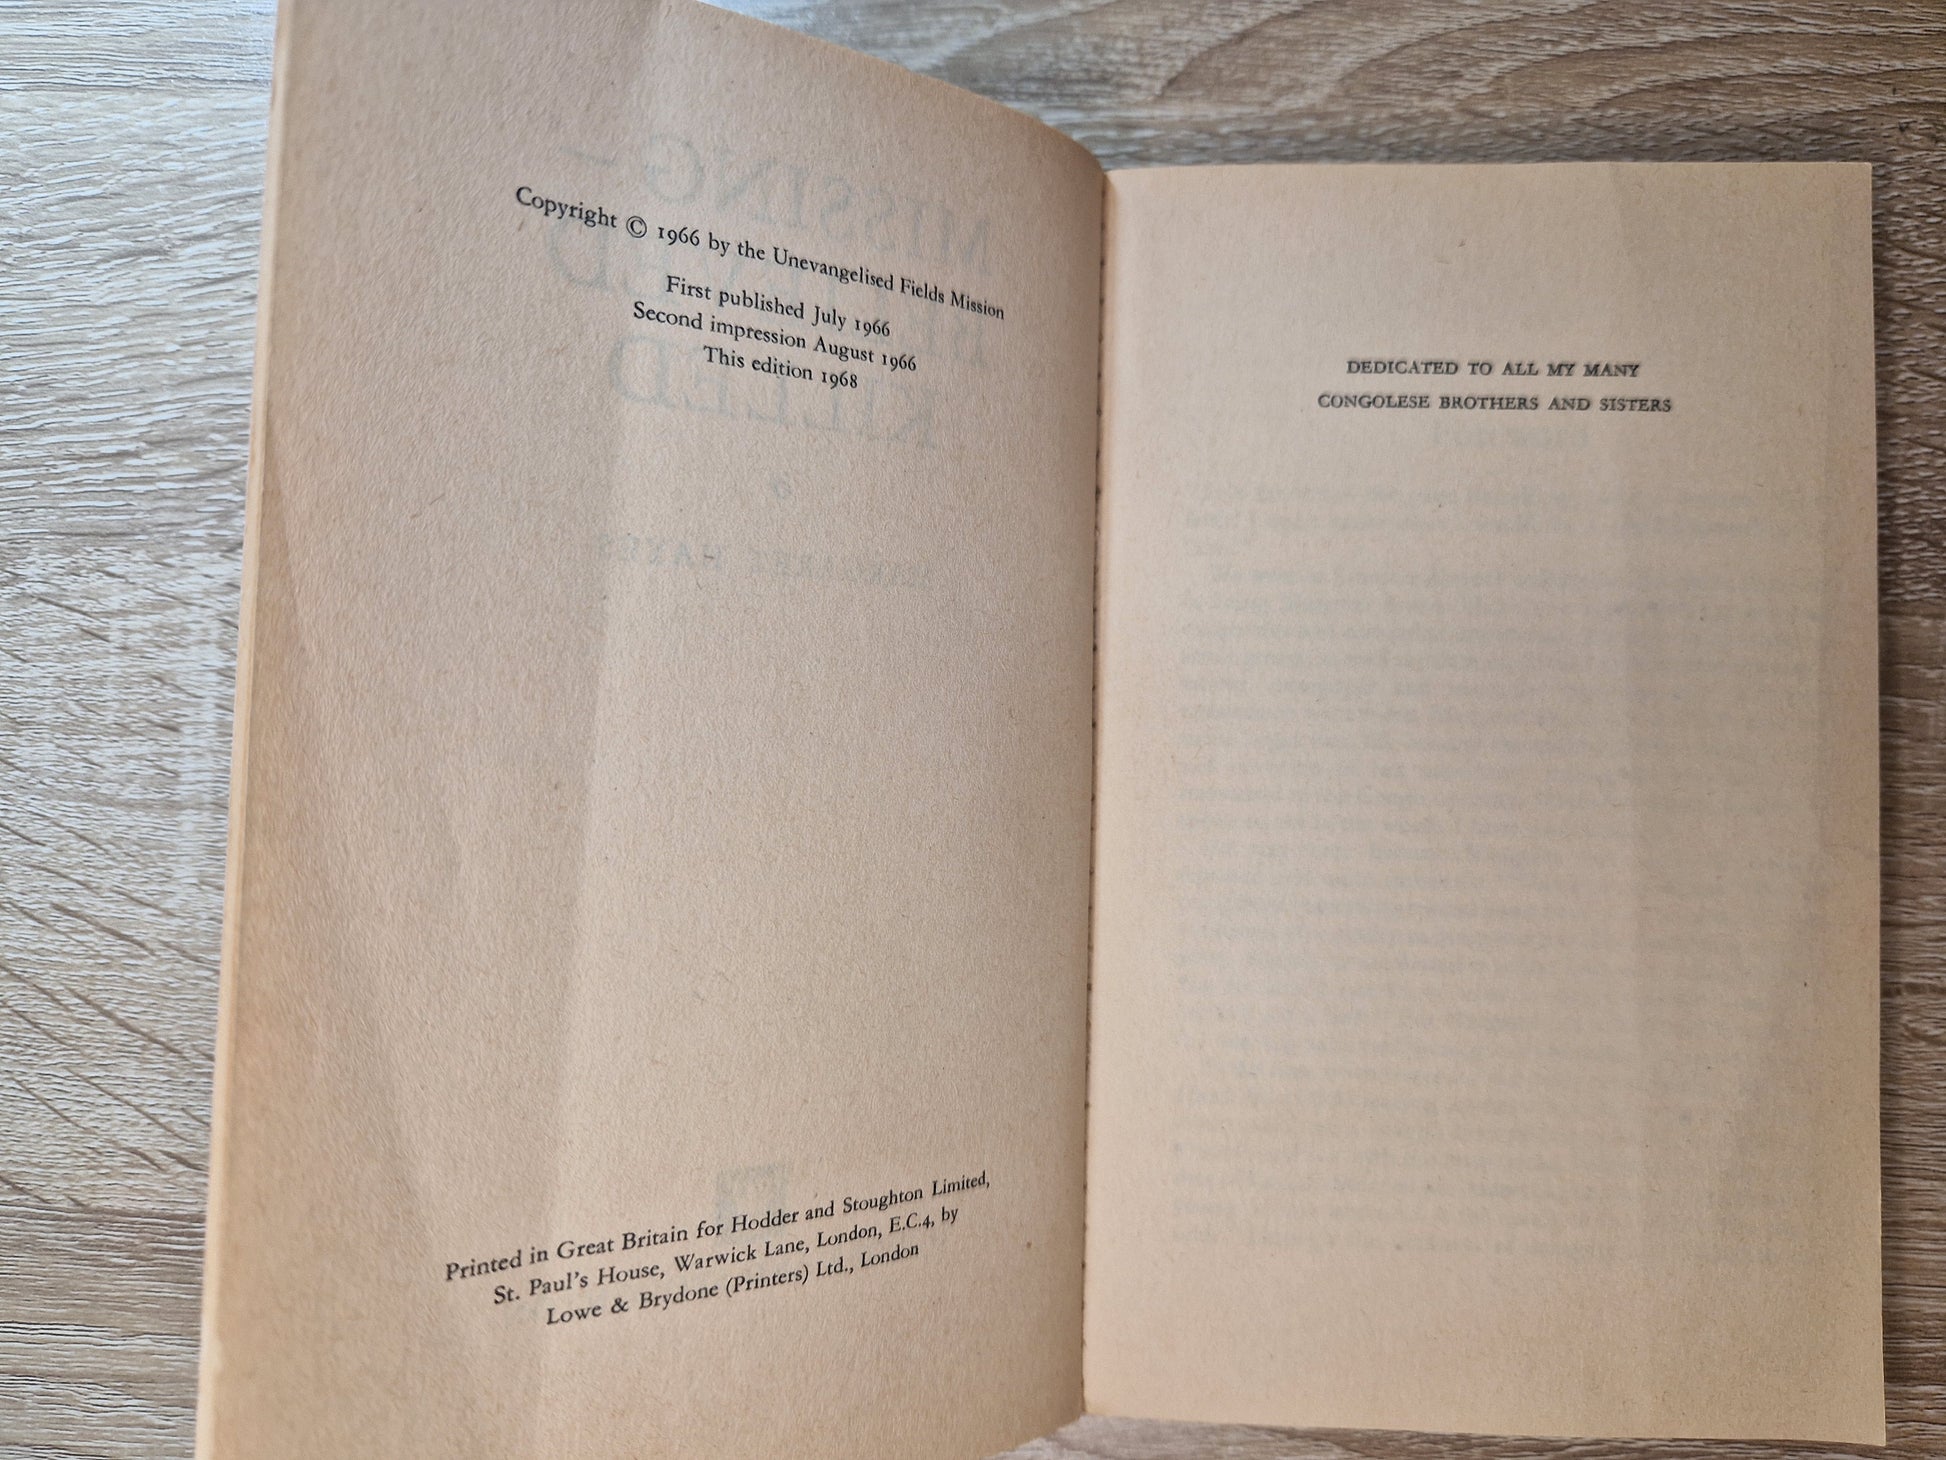 Copyright © 1966 by the Unevangelised Fields Mission
First published July 1966
Second impression August 1966
This edition 1968
Printed in Great Britain for Hodder and Stoughton Limited,
St. Paul's House, Warwick Lane, London, E.C.4, by
Lowe & Brydone (Printers) Ltd., London
DEDICATED TO ALL MY MANY
CONGOLESE BROTHERS AND SISTERS